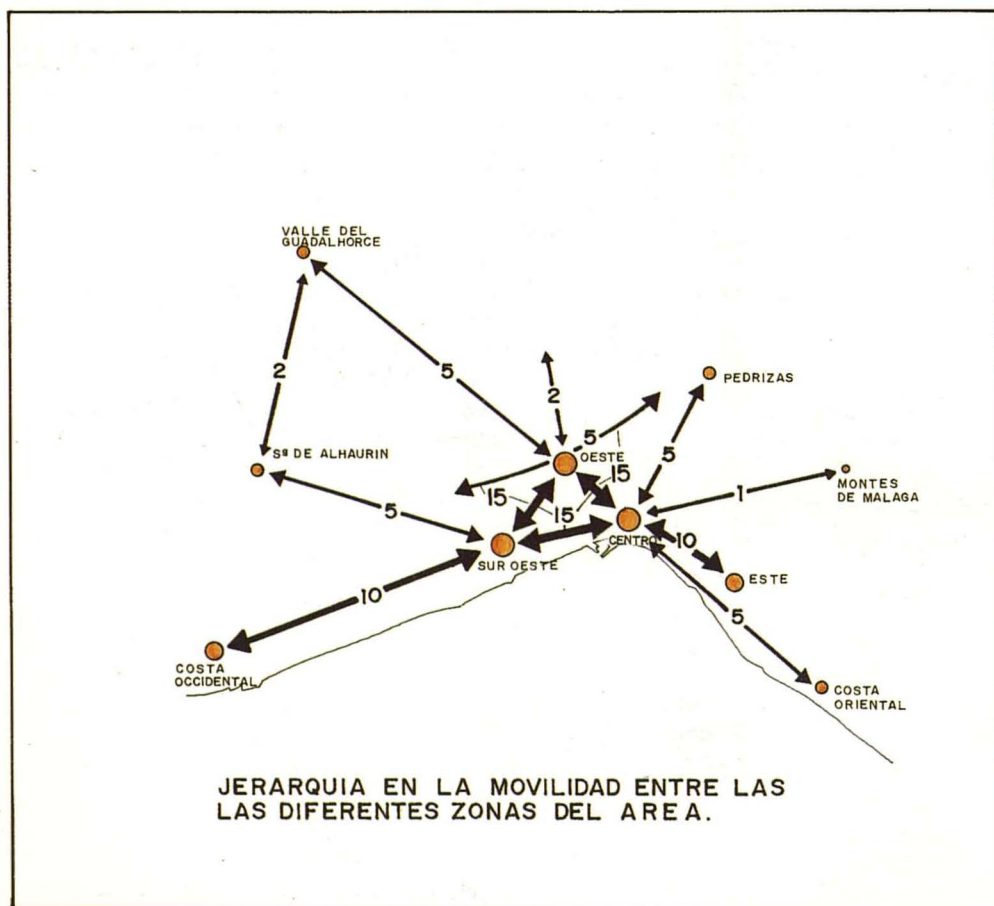 VALLE DEL
GUADALHORCE
2
5
2
5
PEDRIZAS
5
Sª DE ALHAURIN
OESTE
15
15
15
5
5
1
MONTES
DE MALAGA
CENTRO
SUR OESTE
10
10
ESTE
5
COSTA
OCCIDENTAL
COSTA
ORIENTAL
JERARQUIA EN LA MOVILIDAD ENTRE LAS
LAS DIFERENTES ZONAS DEL AREA.